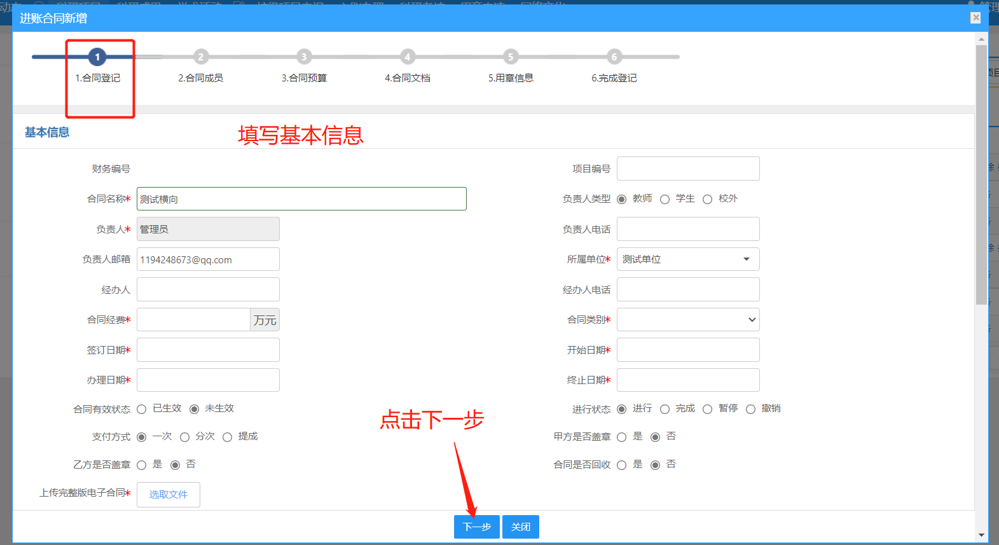 进账合同新增
1 2 3 4 5 6
1.合同登记 2.合同成员 3.合同预算 4.合同文档 5.用章信息 6.完成登记
基本信息
填写基本信息
财务编号 项目编号
合同名称* 测试横向 负责人类型 教师 学生 校外
负责人* 管理员 负责人电话
负责人邮箱 1194248673@qq.com 所属单位* 测试单位
经办人 经办人电话
合同经费* 万元 合同类别*
签订日期* 开始日期*
办理日期* 终止日期*
合同有效状态 已生效 未生效 进行状态 进行 完成 暂停 撤销
点击下一步
支付方式 一次 分次 提成 甲方是否盖章 是 否
乙方是否盖章 是 否 合同是否回收 是 否
上传完整版电子合同* 选取文件
下一步 关闭